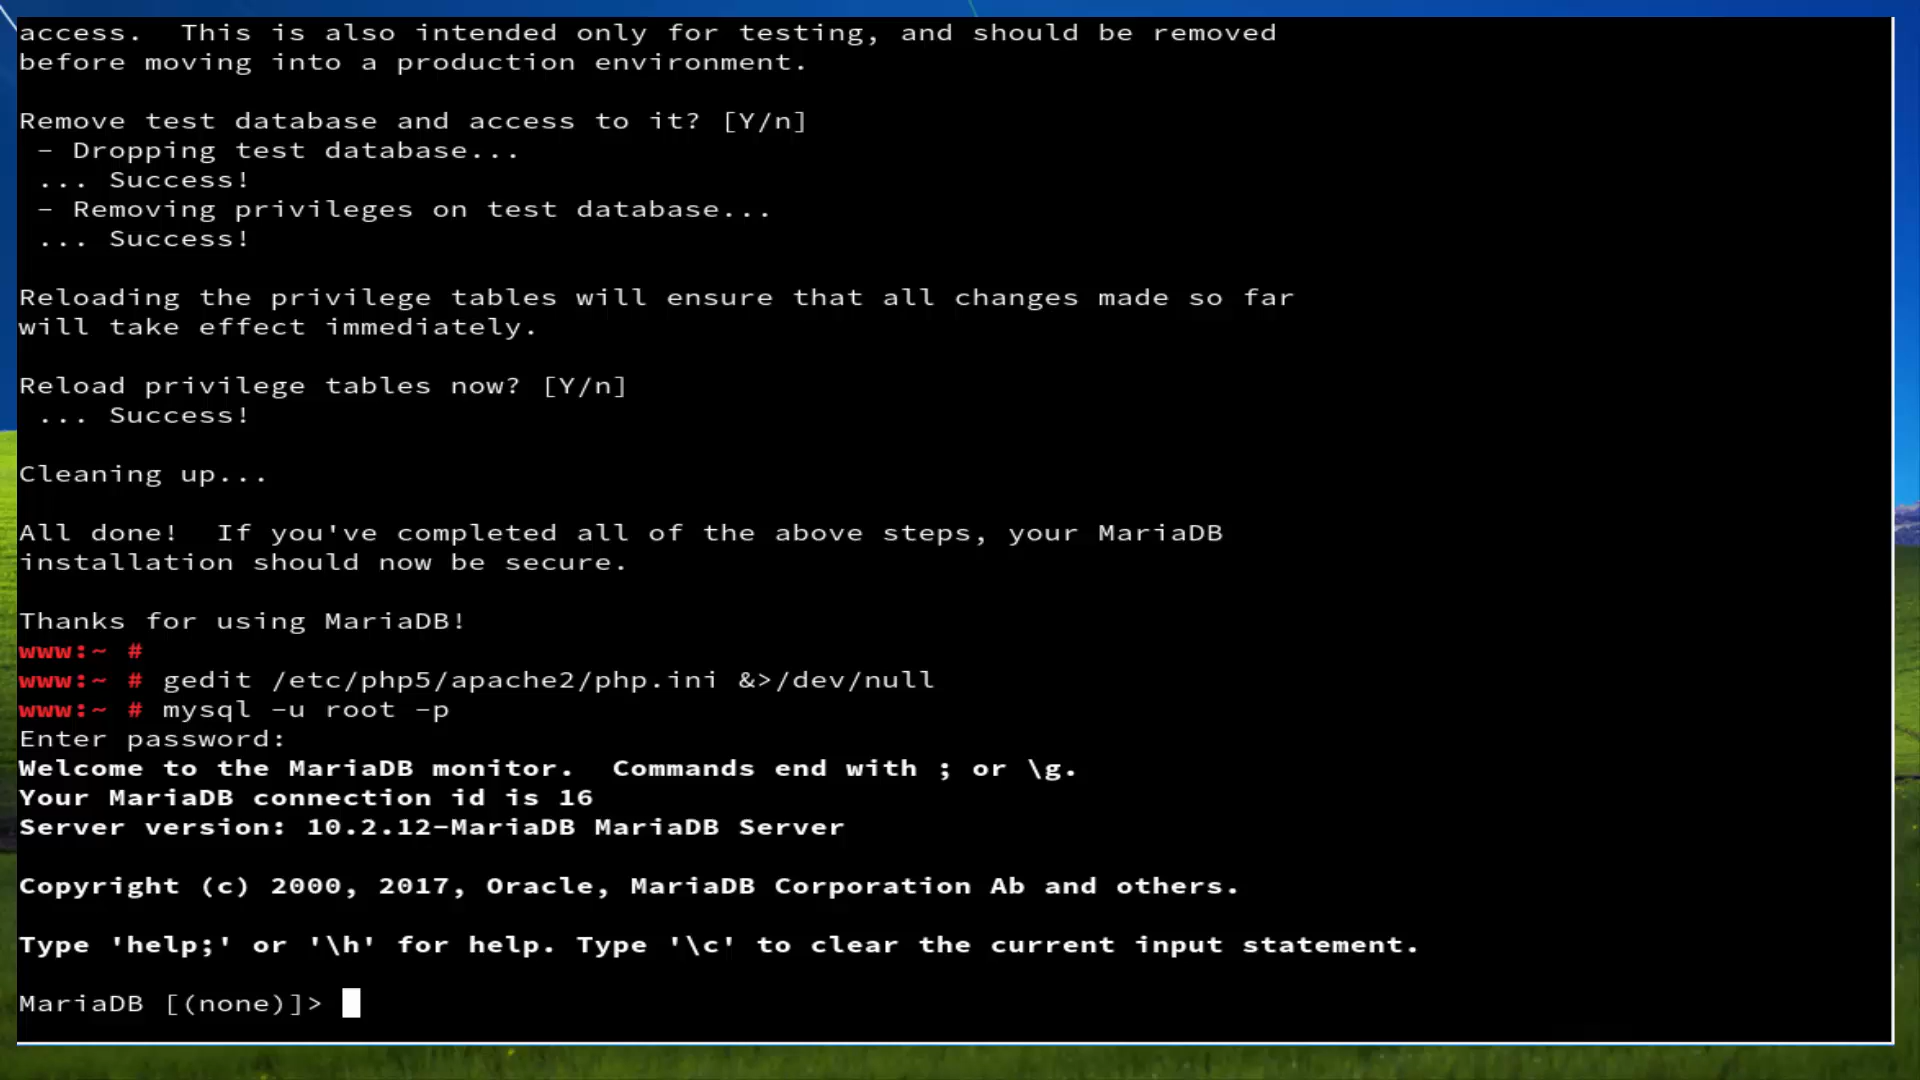 access.  This is also intended only for testing, and should be removed
before moving into a production environment.
Remove test database and access to it? [Y/n]
 - Dropping test database...
 ... Success!
 - Removing privileges on test database...
 ... Success!
Reloading the privilege tables will ensure that all changes made so far
will take effect immediately.
Reload privilege tables now? [Y/n]
 ... Success!
Cleaning up...
All done!  If you've completed all of the above steps, your MariaDB
installation should now be secure.
Thanks for using MariaDB!
www:~ #
www:~ # gedit /etc/php5/apache2/php.ini &>/dev/null
www:~ # mysql -u root -p
Enter password:
Welcome to the MariaDB monitor.  Commands end with ; or \g.
Your MariaDB connection id is 16
Server version: 10.2.12-MariaDB MariaDB Server
Copyright (c) 2000, 2017, Oracle, MariaDB Corporation Ab and others.
Type 'help;' or '\h' for help. Type '\c' to clear the current input statement.
MariaDB [(none)]>